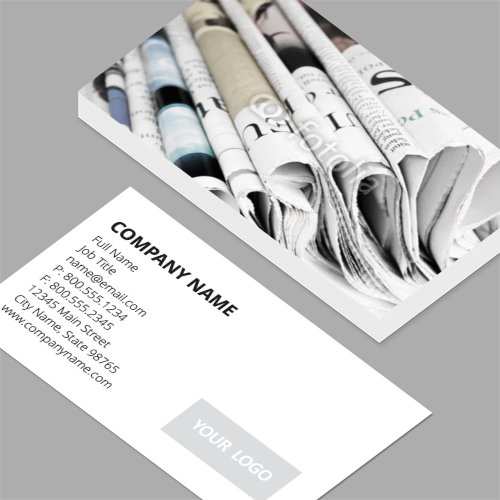 COMPANY NAME
Full Name
Job Title
name@email.com
P: 800.555.1234
F: 800.555.2345
12345 Main Street
City Name, State 98765
www.companyname.com
YOUR LOGO
fotolia